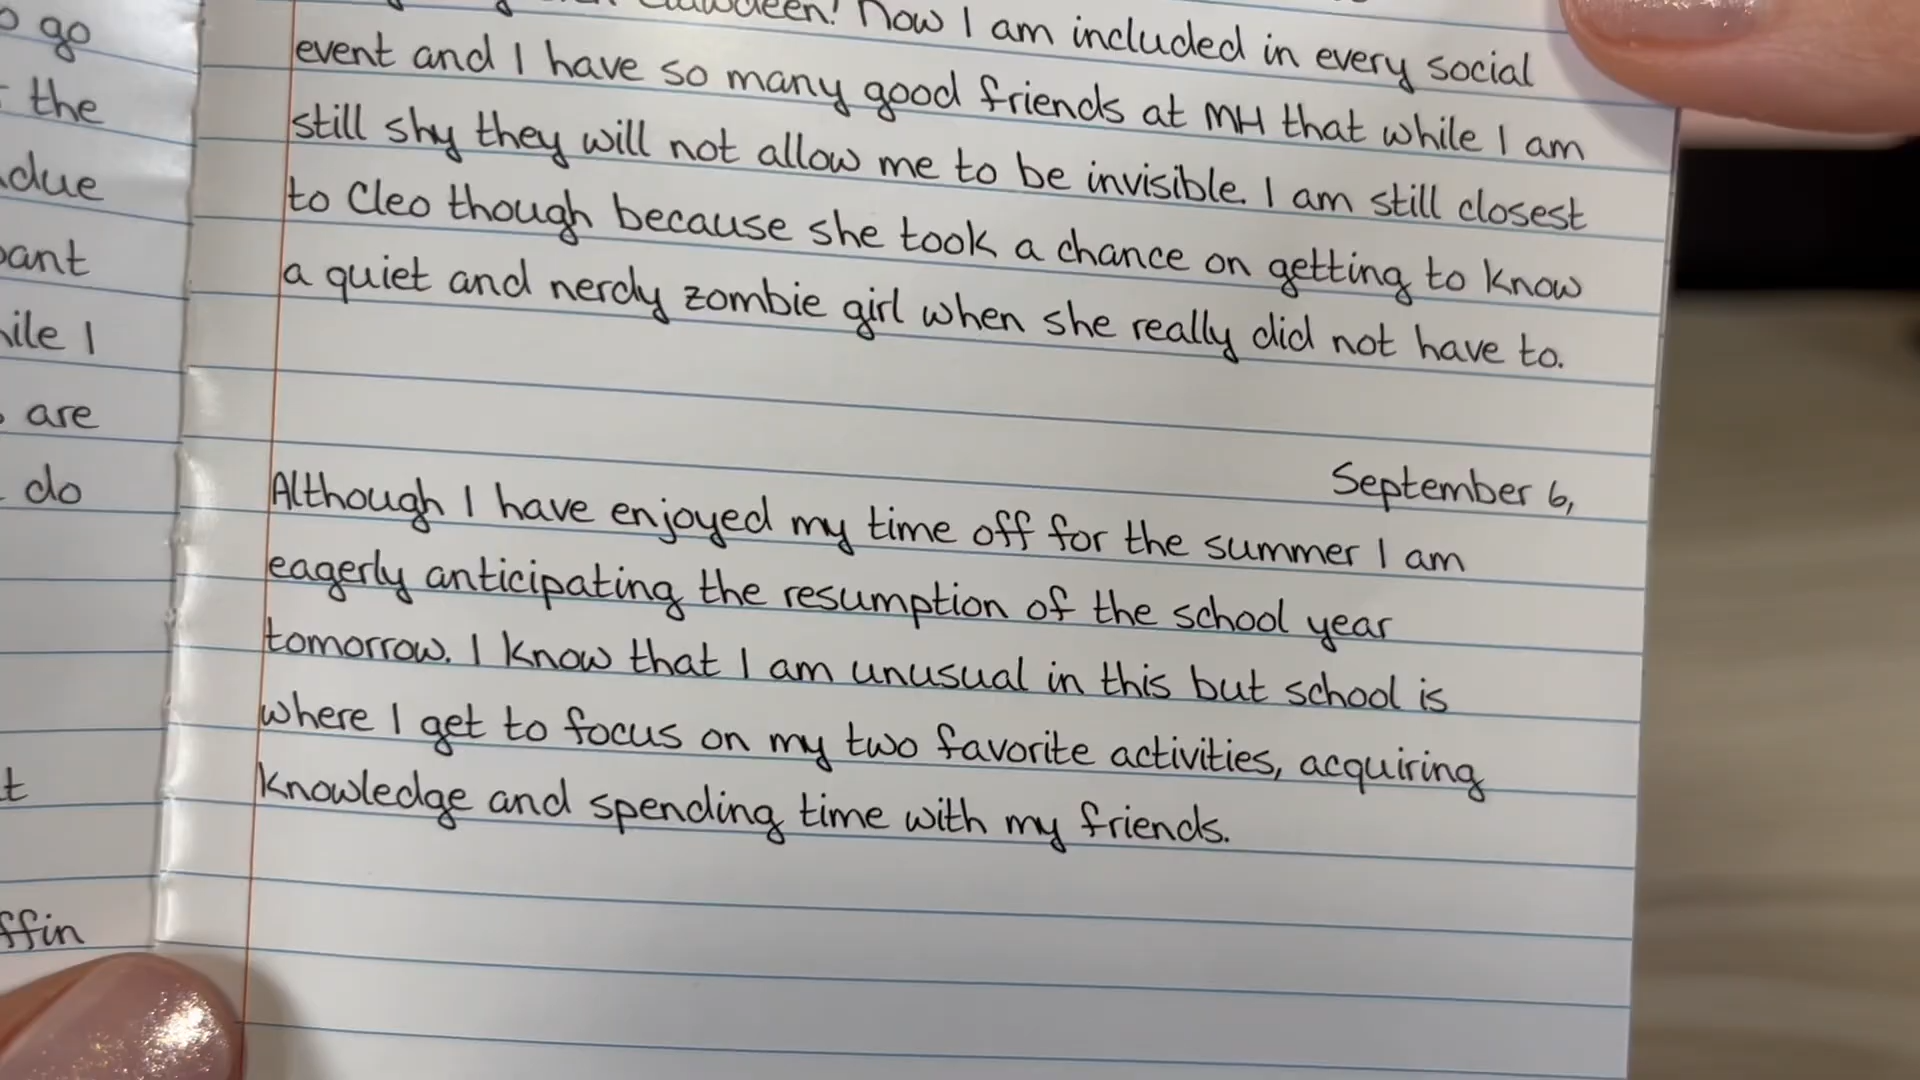 go
the
due
ile I
are
do
t
ffin
Clawdeen! Now I am included in every social
event and I have so many good friends at MH that while I am
still shy they will not allow me to be invisible. I am still closest
to Cleo though because she took a chance on getting to know
a quiet and nerdy zombie girl when she really did not have to.
September 6,
Although I have enjoyed my time off for the summer I am
eagerly anticipating the resumption of the school year
tomorrow. I know that I am unusual in this but school is
where I get to focus on my two favorite activities, acquiring
knowledge and spending time with my friends.